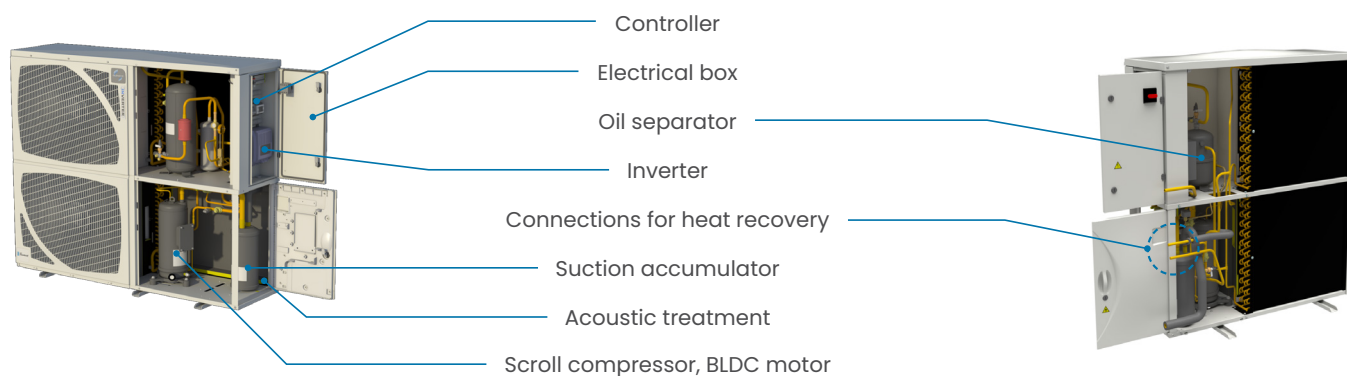 Controller
Electrical box
Oil separator
Inverter
Connections for heat recovery
Suction accumulator
Acoustic treatment
Scroll compressor, BLDC motor